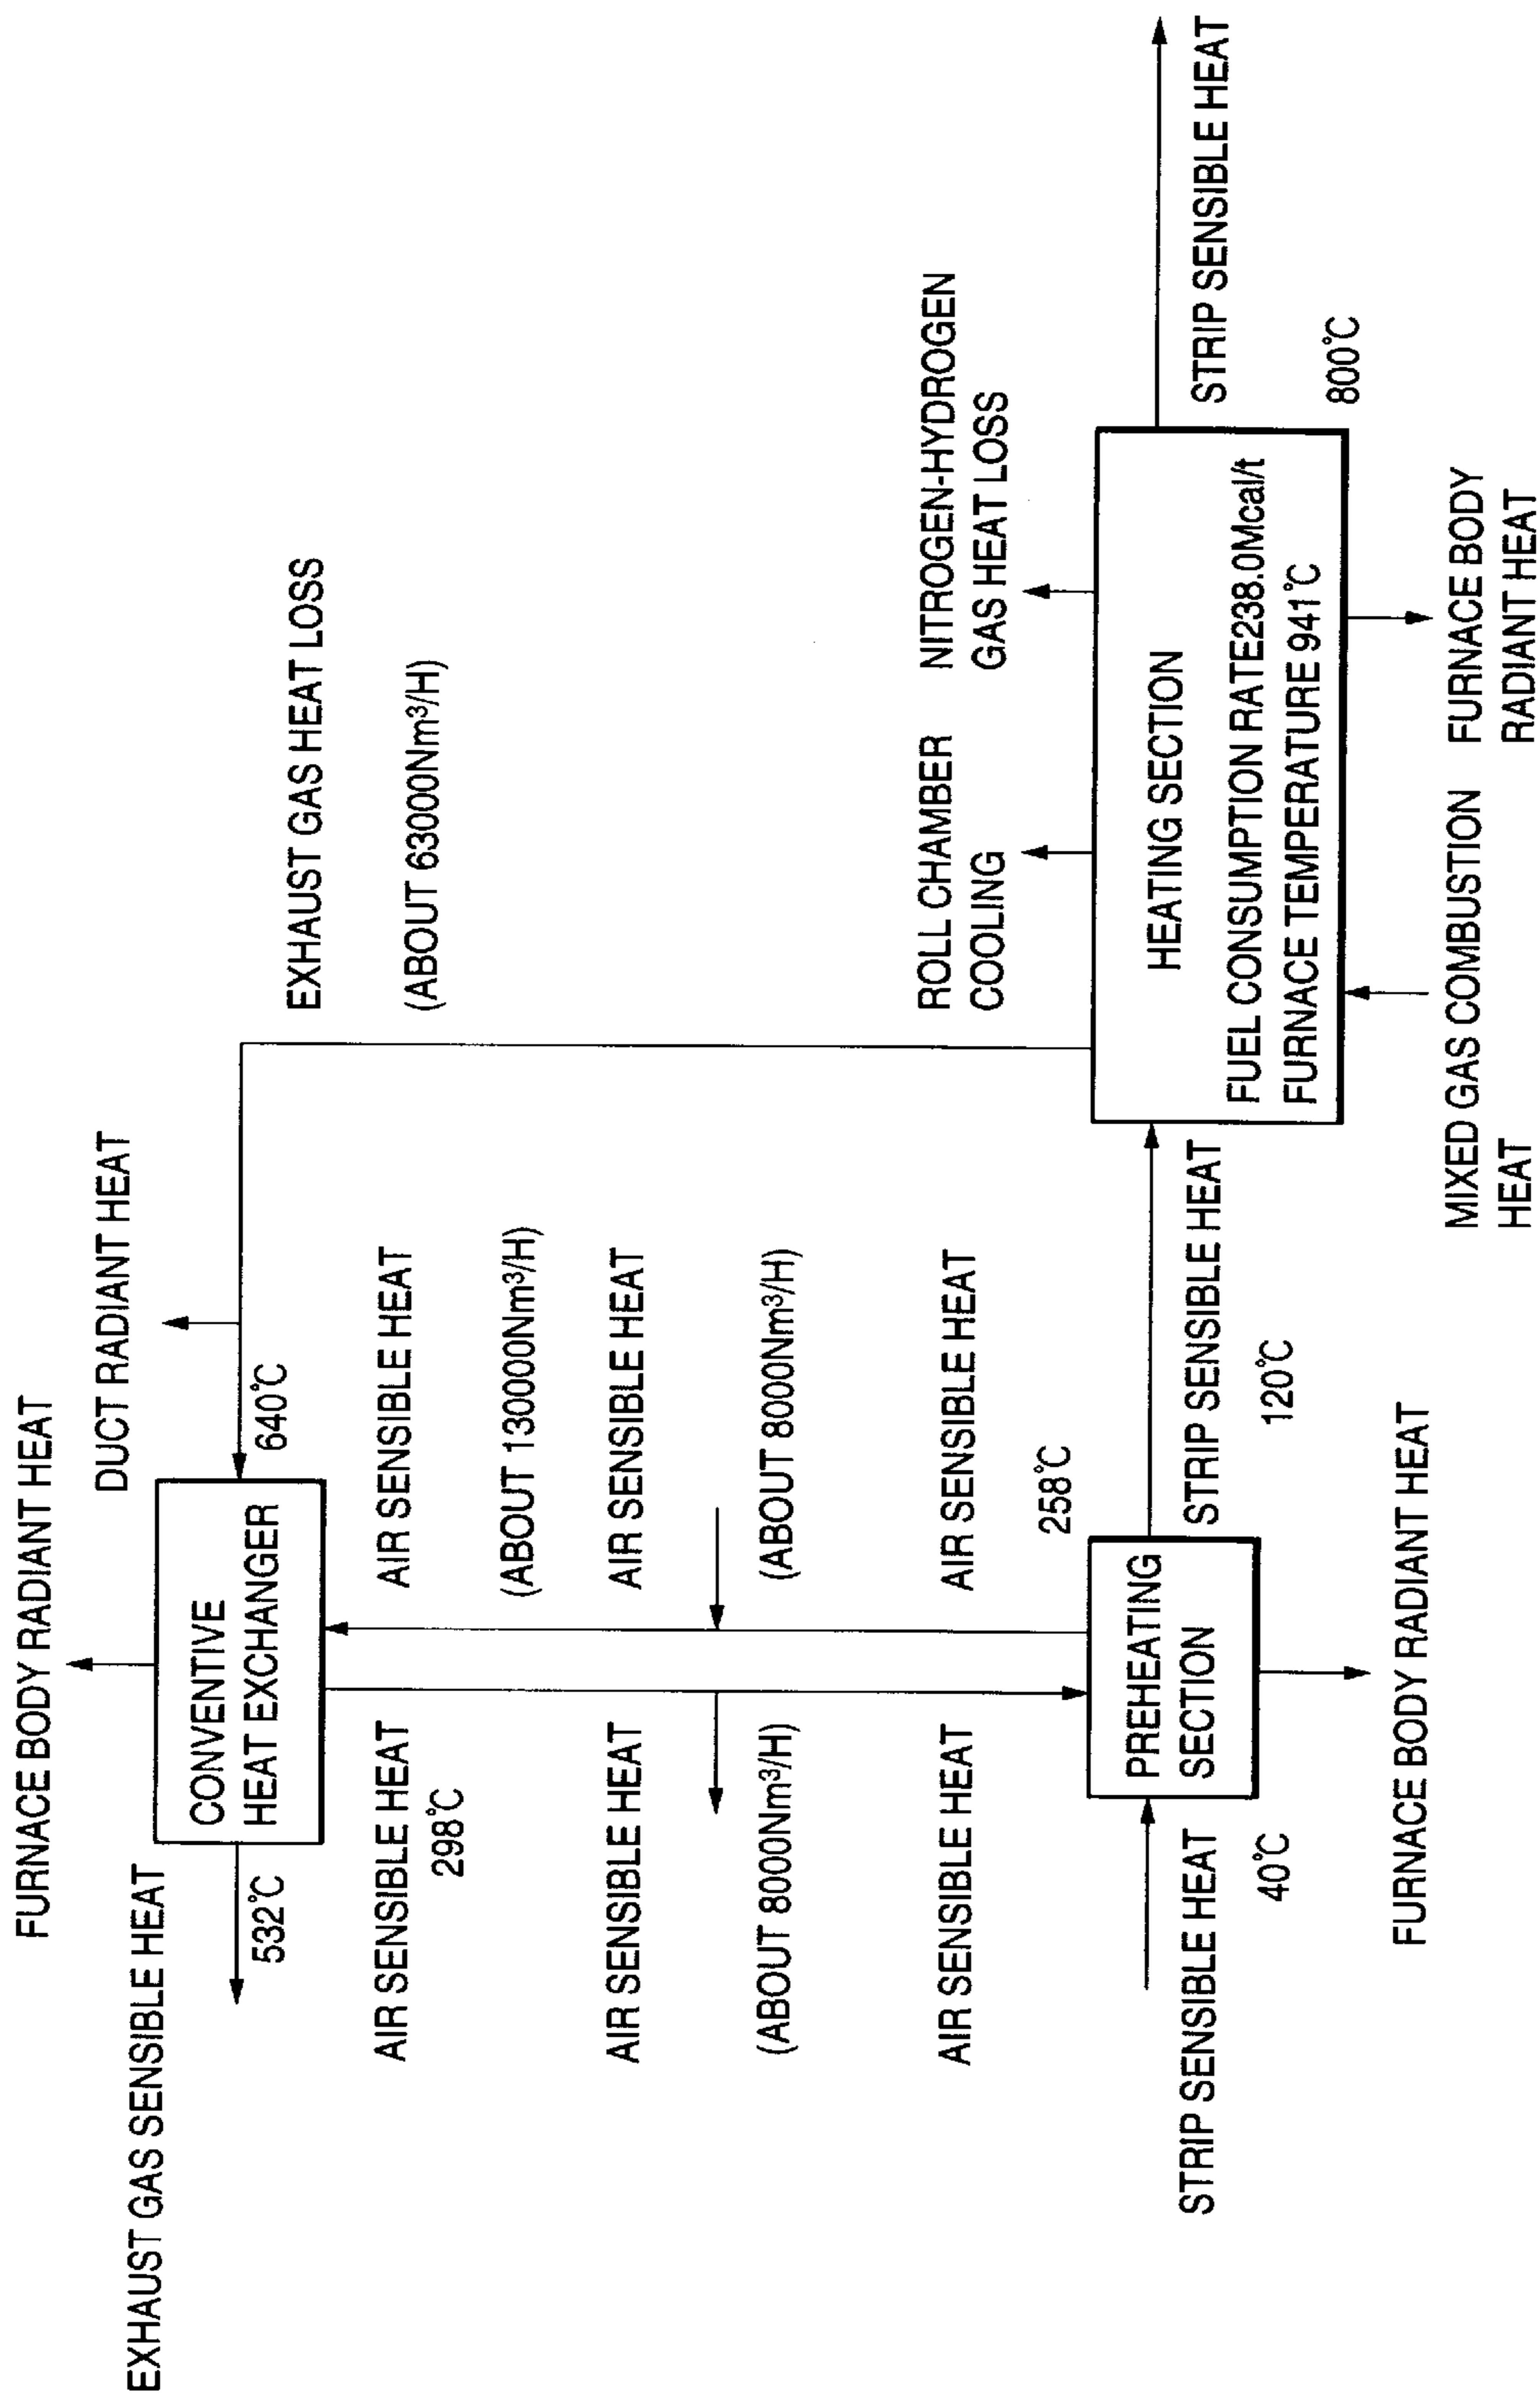 FURNACE BODY RADIANT HEAT
DUCT RADIANT HEAT
EXHAUST GAS SENSIBLE HEAT
CONVENTIVE
HEAT EXCHANGER
532°C
640°C
EXHAUST GAS HEAT LOSS
(ABOUT 63000Nm³/H)
AIR SENSIBLE HEAT
298°C
AIR SENSIBLE HEAT
(ABOUT 130000Nm³/H)
AIR SENSIBLE HEAT
(ABOUT 8000Nm³/H)
AIR SENSIBLE HEAT
(ABOUT 8000Nm³/H)
AIR SENSIBLE HEAT
AIR SENSIBLE HEAT
258°C
ROLL CHAMBER
COOLING
NITROGEN-HYDROGEN
GAS HEAT LOSS
STRIP SENSIBLE HEAT
40°C
PREHEATING
SECTION
STRIP SENSIBLE HEAT
120°C
HEATING SECTION
FUEL CONSUMPTION RATE238.0Mcal/t
FURNACE TEMPERATURE 941°C
STRIP SENSIBLE HEAT
800°C
FURNACE BODY RADIANT HEAT
MIXED GAS COMBUSTION
HEAT
FURNACE BODY
RADIANT HEAT